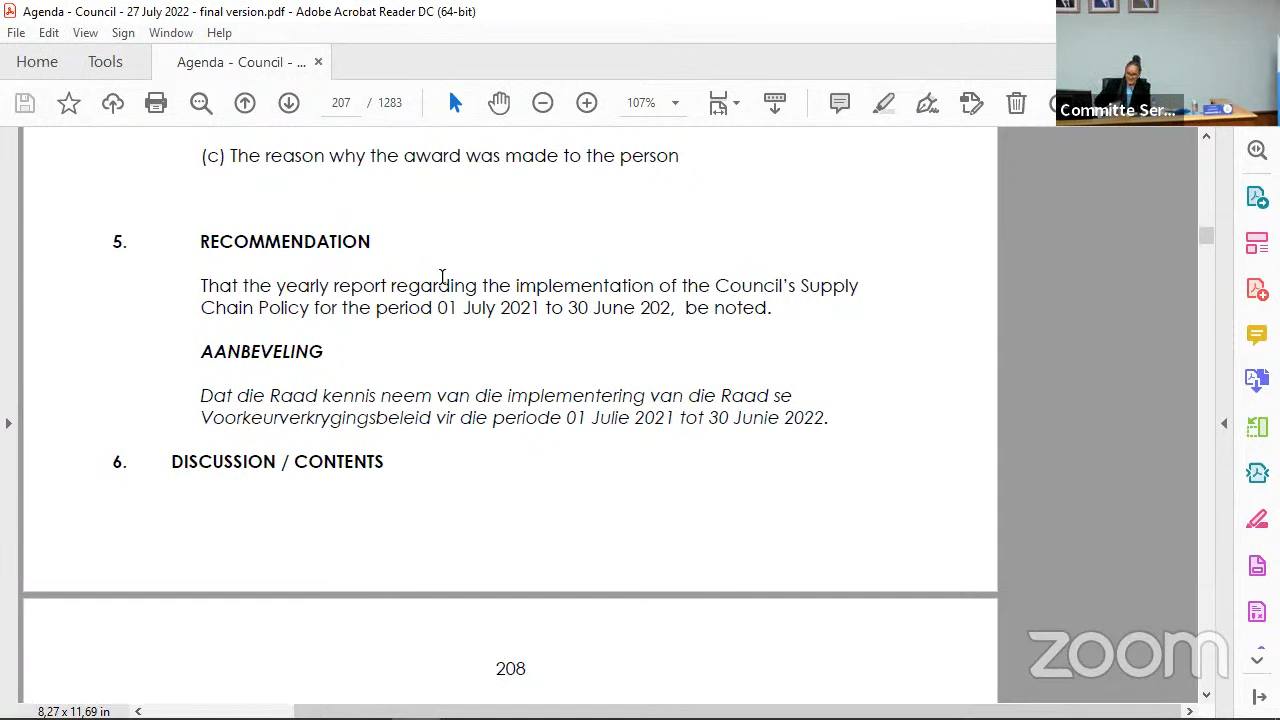 Agenda - Council - 27 July 2022 - final version.pdf - Adobe Acrobat Reader DC (64-bit)
File Edit View Sign Window Help
Home Tools Agenda - Council - ... ×
207 / 1283 107%
Committe Ser...
(c) The reason why the award was made to the person
5. RECOMMENDATION
That the yearly report regarding the implementation of the Council's Supply
Chain Policy for the period 01 July 2021 to 30 June 202,  be noted.
AANBEVELING
Dat die Raad kennis neem van die implementering van die Raad se
Voorkeurverkrygingsbeleid vir die periode 01 Julie 2021 tot 30 Junie 2022.
6. DISCUSSION / CONTENTS
208
zoom
8,27 x 11,69 in